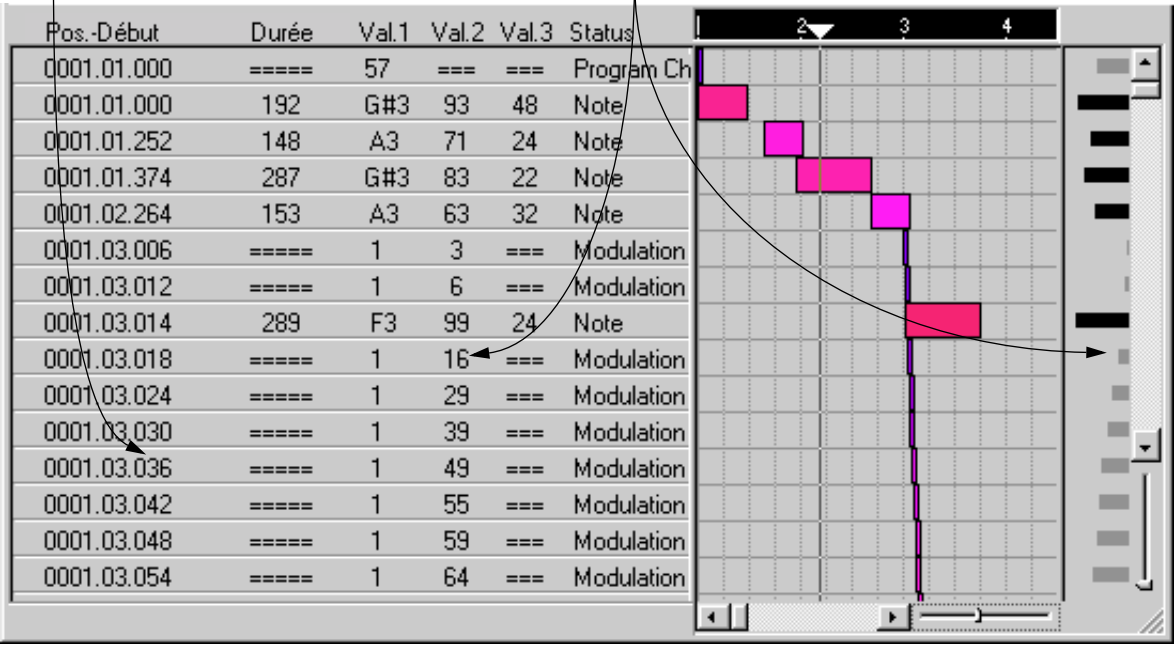 Pos.-Début Durée Val.1 Val.2 Val.3 Status 2 3 4
0001.01.000 ===== 57 === === Program Ch
0001.01.000 192 G#3 93 48 Note
0001.01.252 148 A3 71 24 Note
0001.01.374 287 G#3 83 22 Note
0001.02.264 153 A3 63 32 Note
0001.03.006 ===== 1 3 === Modulation
0001.03.012 ===== 1 6 === Modulation
0001.03.014 289 F3 99 24 Note
0001.03.018 ===== 1 16 === Modulation
0001.03.024 ===== 1 29 === Modulation
0001.03.030 ===== 1 39 === Modulation
0001.03.036 ===== 1 49 === Modulation
0001.03.042 ===== 1 55 === Modulation
0001.03.048 ===== 1 59 === Modulation
0001.03.054 ===== 1 64 === Modulation